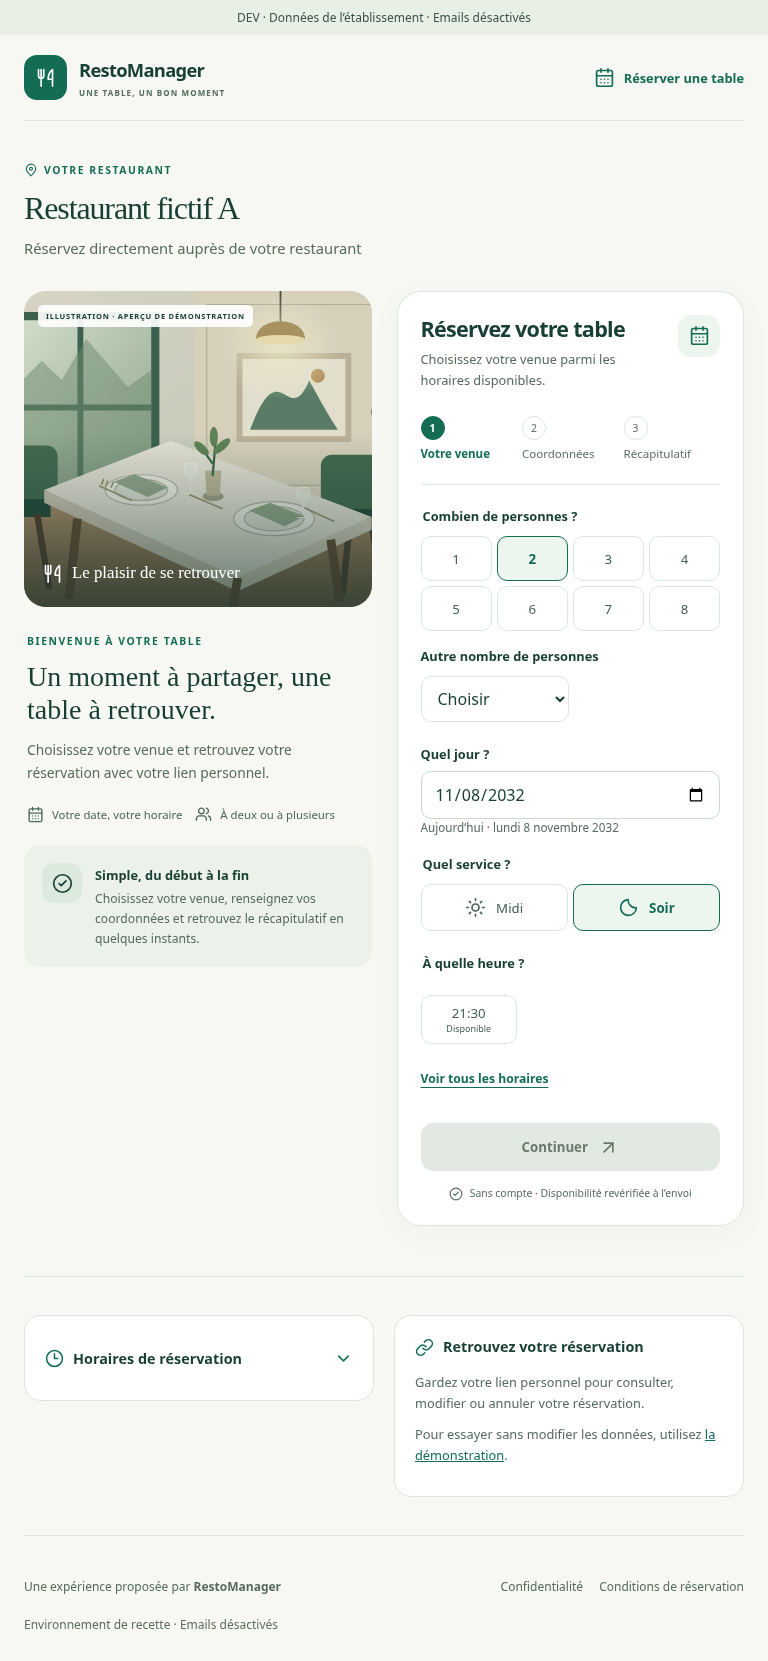 DEV · Données de l'établissement · Emails désactivés
RestoManager
UNE TABLE, UN BON MOMENT
Réserver une table
VOTRE RESTAURANT
Restaurant fictif A
Réservez directement auprès de votre restaurant
ILLUSTRATION · APERÇU DE DÉMONSTRATION
Le plaisir de se retrouver
BIENVENUE À VOTRE TABLE
Un moment à partager, une
table à retrouver.
Choisissez votre venue et retrouvez votre
réservation avec votre lien personnel.
Votre date, votre horaire
À deux ou à plusieurs
Simple, du début à la fin
Choisissez votre venue, renseignez vos
coordonnées et retrouvez le récapitulatif en
quelques instants.
Réservez votre table
Choisissez votre venue parmi les
horaires disponibles.
1 2 3
Votre venue Coordonnées Récapitulatif
Combien de personnes ?
1 2 3 4
5 6 7 8
Autre nombre de personnes
Choisir
Quel jour ?
11/08/2032
Aujourd'hui · lundi 8 novembre 2032
Quel service ?
Midi Soir
À quelle heure ?
21:30
Disponible
Voir tous les horaires
Continuer
Sans compte · Disponibilité revérifiée à l'envoi
Horaires de réservation
Retrouvez votre réservation
Gardez votre lien personnel pour consulter,
modifier ou annuler votre réservation.
Pour essayer sans modifier les données, utilisez la
démonstration.
Une expérience proposée par RestoManager
Confidentialité Conditions de réservation
Environnement de recette · Emails désactivés